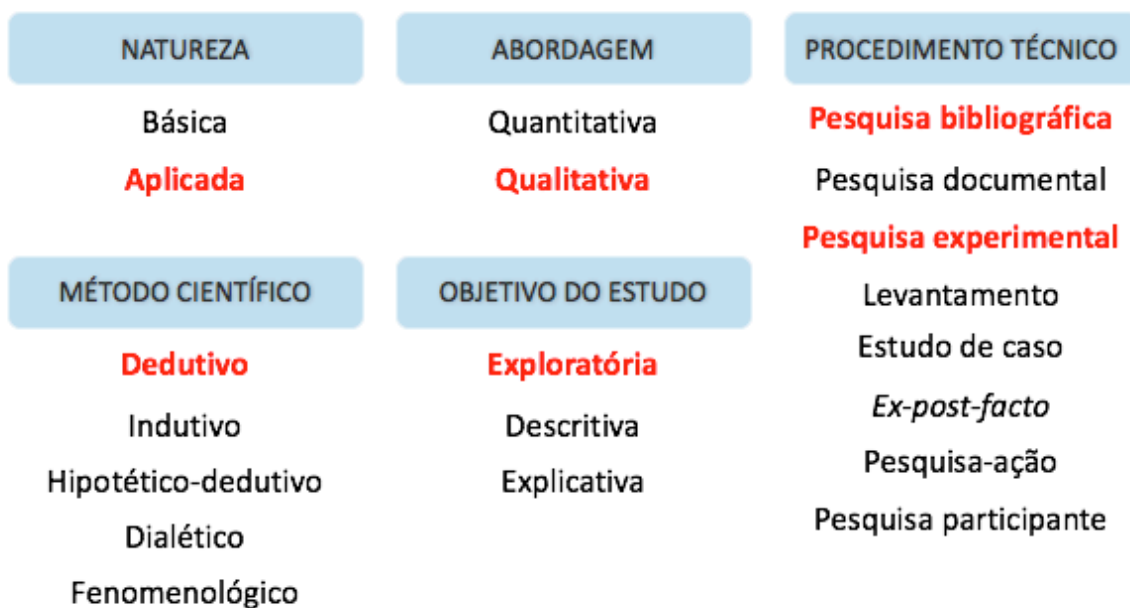 NATUREZA
Básica
Aplicada
ABORDAGEM
Quantitativa
Qualitativa
PROCEDIMENTO TÉCNICO
Pesquisa bibliográfica
Pesquisa documental
Pesquisa experimental
Levantamento
Estudo de caso
Ex-post-facto
Pesquisa-ação
Pesquisa participante
MÉTODO CIENTÍFICO
Dedutivo
Indutivo
Hipotético-dedutivo
Dialético
Fenomenológico
OBJETIVO DO ESTUDO
Exploratória
Descritiva
Explicativa